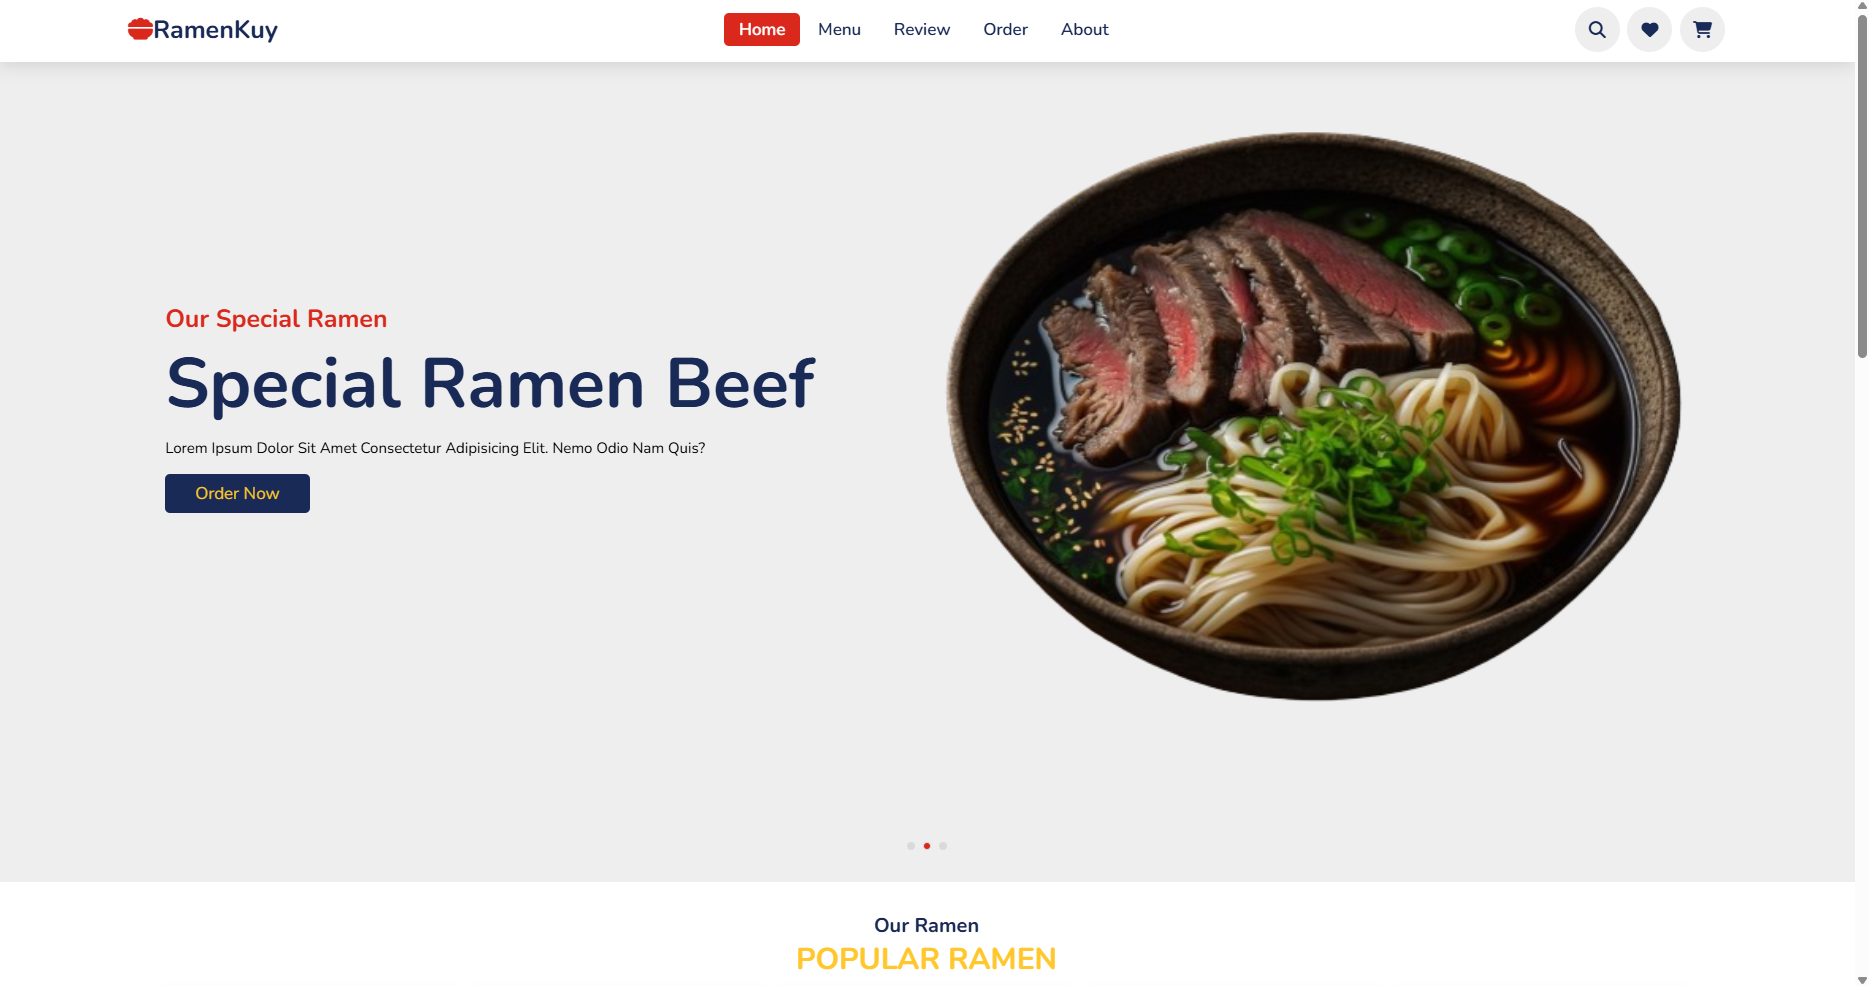 RamenKuy
Home Menu Review Order About
Our Special Ramen
Special Ramen Beef
Lorem Ipsum Dolor Sit Amet Consectetur Adipisicing Elit. Nemo Odio Nam Quis?
Order Now
Our Ramen
POPULAR RAMEN